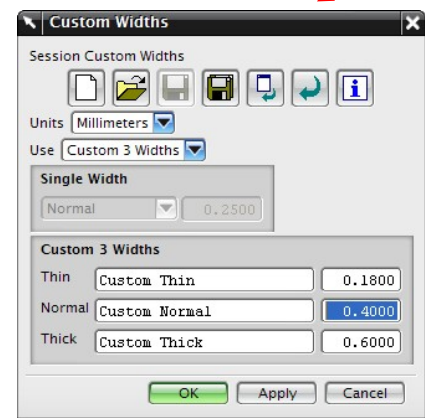 Custom Widths
Session Custom Widths
Units Millimeters
Use Custom 3 Widths
Single Width
Normal 0.2500
Custom 3 Widths
Thin Custom Thin 0.1800
Normal Custom Normal 0.4000
Thick Custom Thick 0.6000
OK Apply Cancel